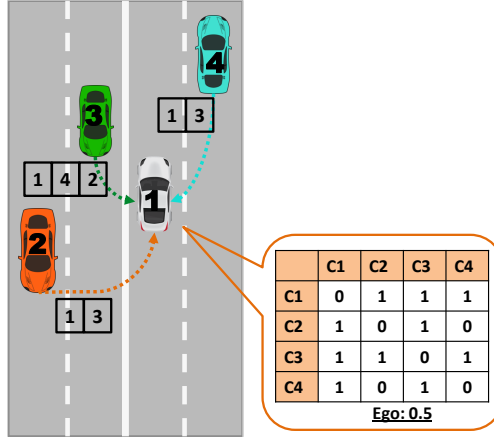 4
1 3
3
1 4 2
1
2
1 3
C1 C2 C3 C4
C1 0 1 1 1
C2 1 0 1 0
C3 1 1 0 1
C4 1 0 1 0
Ego: 0.5